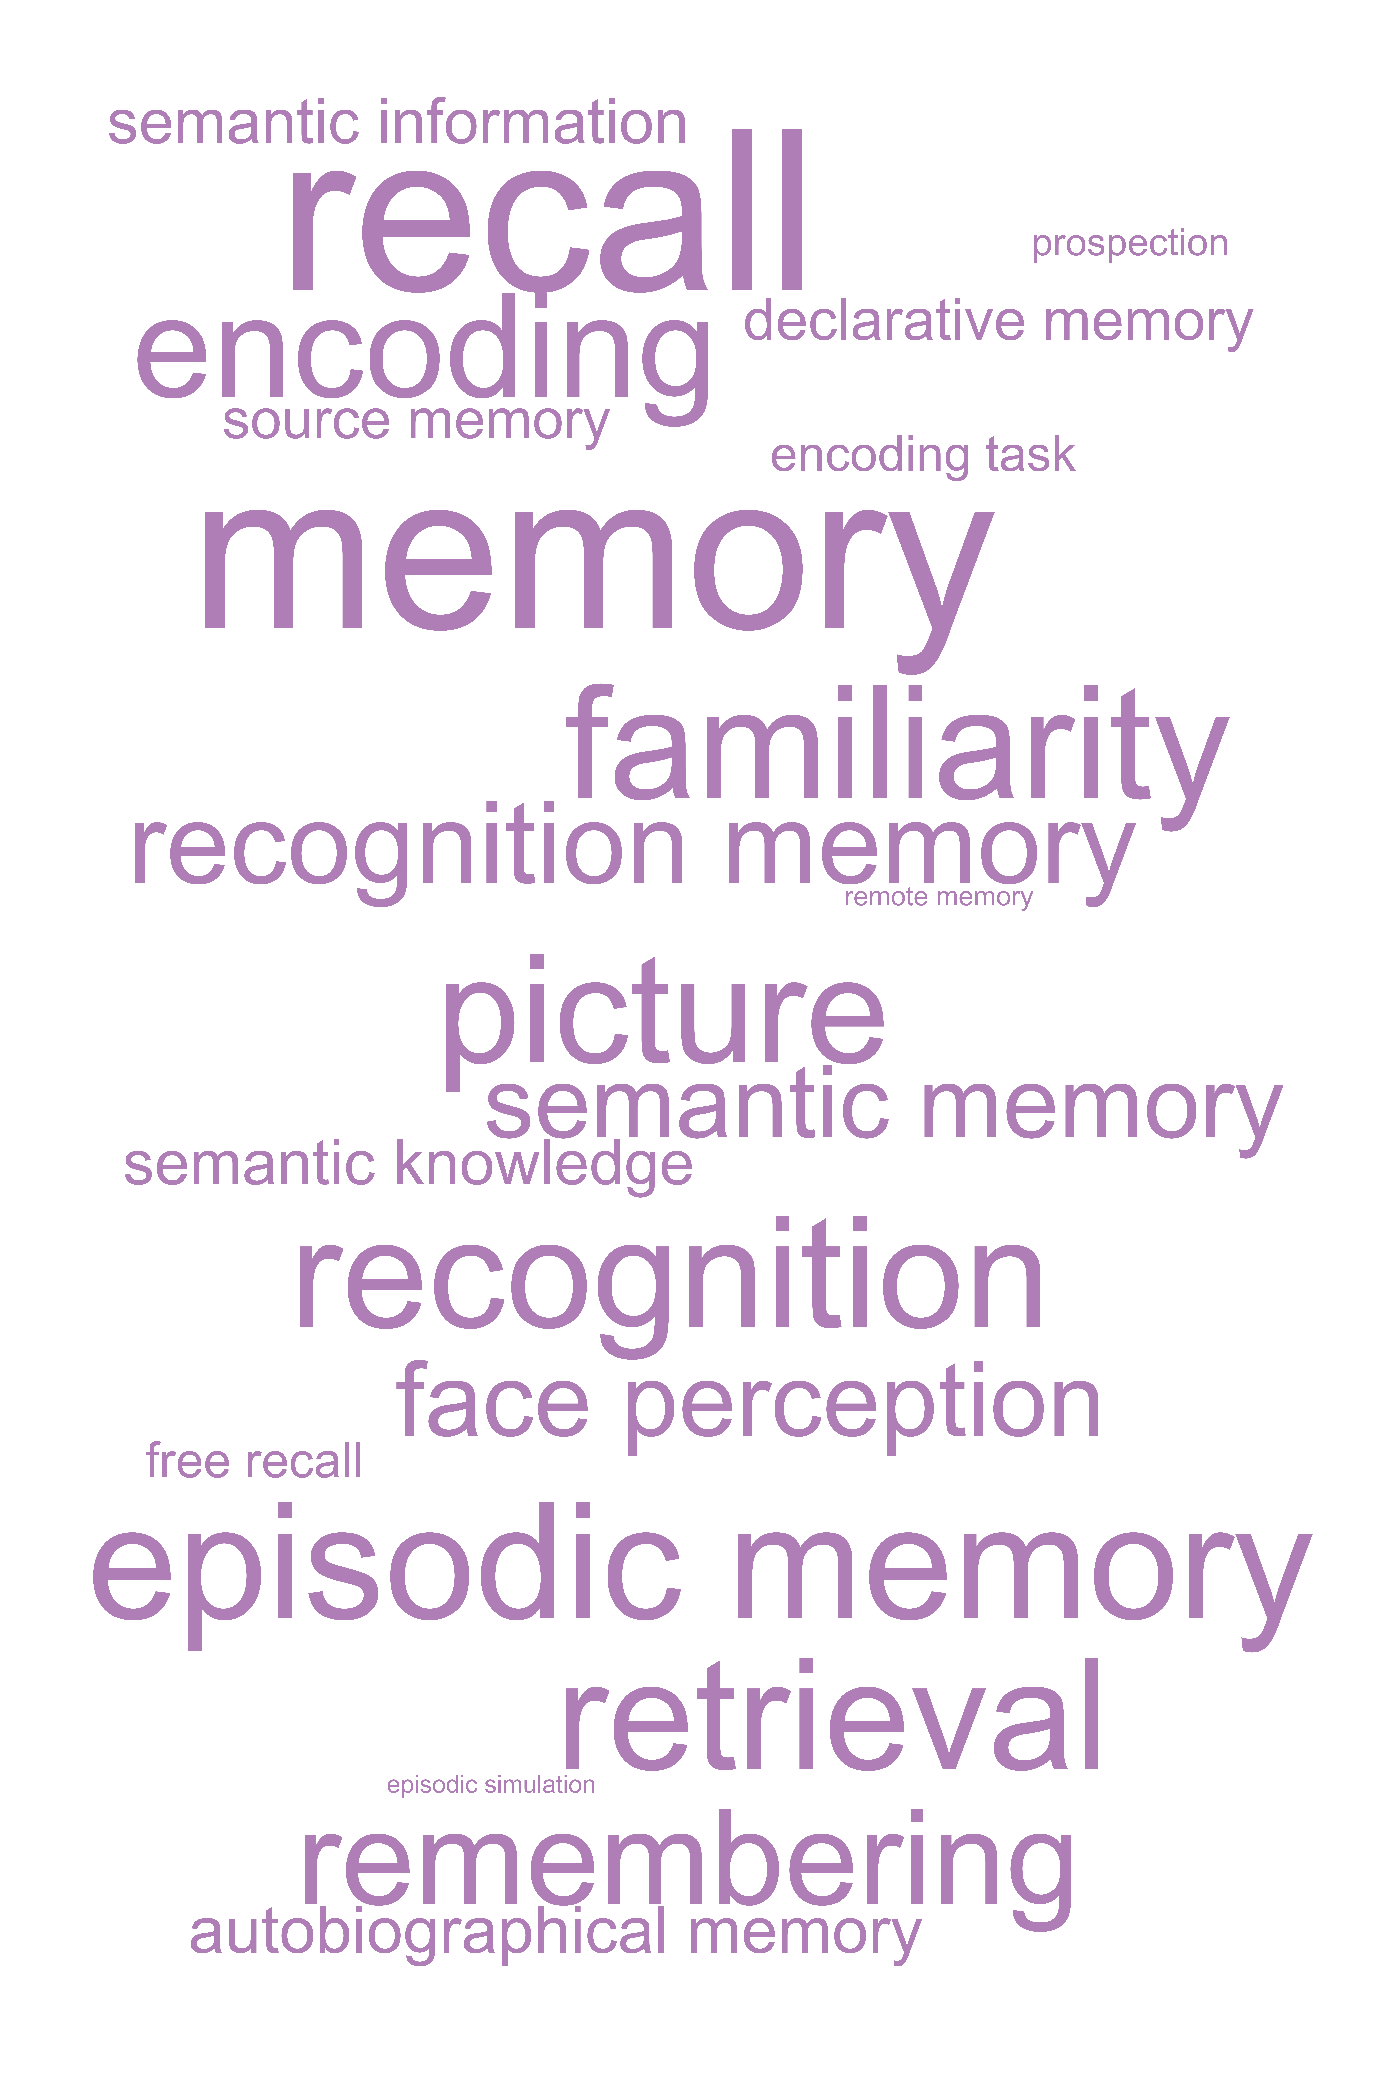 semantic information
recall
prospection
encoding
declarative memory
source memory
encoding task
memory
familiarity
recognition memory
remote memory
picture
semantic memory
semantic knowledge
recognition
face perception
free recall
episodic memory
retrieval
episodic simulation
remembering
autobiographical memory